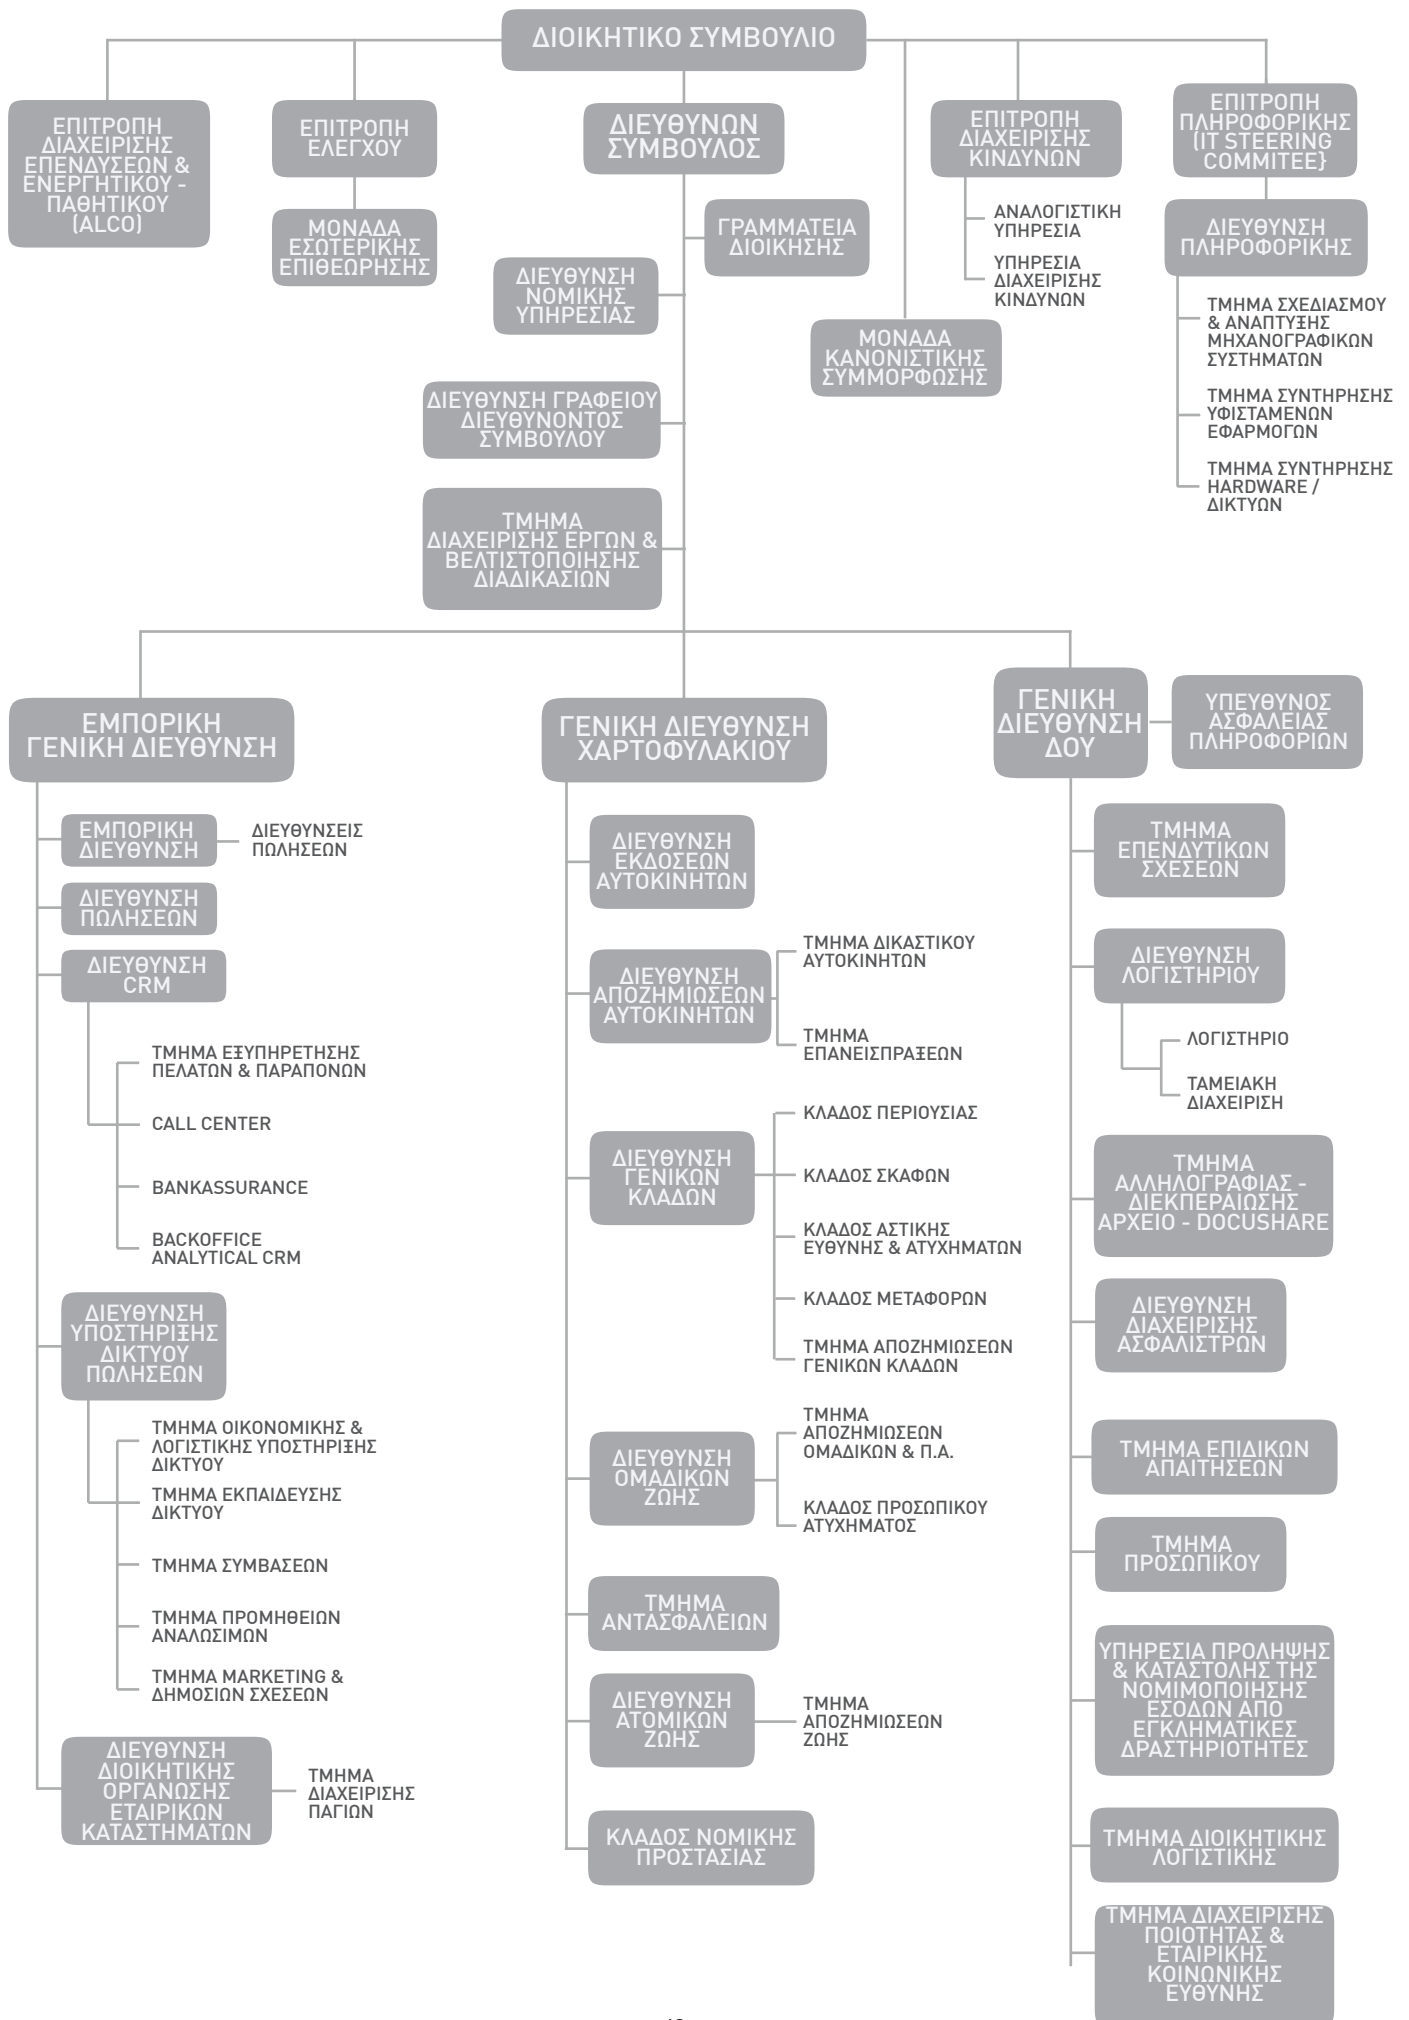 ΔΙΟΙΚΗΤΙΚΟ ΣΥΜΒΟΥΛΙΟ
ΕΠΙΤΡΟΠΗ
ΔΙΑΧΕΙΡΙΣΗΣ
ΕΠΕΝΔΥΣΕΩΝ &
ΕΝΕΡΓΗΤΙΚΟΥ -
ΠΑΘΗΤΙΚΟΥ
(ALCO)
ΕΠΙΤΡΟΠΗ
ΕΛΕΓΧΟΥ
ΜΟΝΑΔΑ
ΕΣΩΤΕΡΙΚΗΣ
ΕΠΙΘΕΩΡΗΣΗΣ
ΔΙΕΥΘΥΝΩΝ
ΣΥΜΒΟΥΛΟΣ
ΓΡΑΜΜΑΤΕΙΑ
ΔΙΟΙΚΗΣΗΣ
ΔΙΕΥΘΥΝΣΗ
ΝΟΜΙΚΗΣ
ΥΠΗΡΕΣΙΑΣ
ΔΙΕΥΘΥΝΣΗ ΓΡΑΦΕΙΟΥ
ΔΙΕΥΘΥΝΟΝΤΟΣ
ΣΥΜΒΟΥΛΟΥ
ΤΜΗΜΑ
ΔΙΑΧΕΙΡΙΣΗΣ ΕΡΓΩΝ &
ΒΕΛΤΙΣΤΟΠΟΙΗΣΗΣ
ΔΙΑΔΙΚΑΣΙΩΝ
ΜΟΝΑΔΑ
ΚΑΝΟΝΙΣΤΙΚΗΣ
ΣΥΜΜΟΡΦΩΣΗΣ
ΕΠΙΤΡΟΠΗ
ΔΙΑΧΕΙΡΙΣΗΣ
ΚΙΝΔΥΝΩΝ
ΑΝΑΛΟΓΙΣΤΙΚΗ
ΥΠΗΡΕΣΙΑ
ΥΠΗΡΕΣΙΑ
ΔΙΑΧΕΙΡΙΣΗΣ
ΚΙΝΔΥΝΩΝ
ΕΠΙΤΡΟΠΗ
ΠΛΗΡΟΦΟΡΙΚΗΣ
(IT STEERING
COMMITEE}
ΔΙΕΥΘΥΝΣΗ
ΠΛΗΡΟΦΟΡΙΚΗΣ
ΤΜΗΜΑ ΣΧΕΔΙΑΣΜΟΥ
& ΑΝΑΠΤΥΞΗΣ
ΜΗΧΑΝΟΓΡΑΦΙΚΩΝ
ΣΥΣΤΗΜΑΤΩΝ
ΤΜΗΜΑ ΣΥΝΤΗΡΗΣΗΣ
ΥΦΙΣΤΑΜΕΝΩΝ
ΕΦΑΡΜΟΓΩΝ
ΤΜΗΜΑ ΣΥΝΤΗΡΗΣΗΣ
HARDWARE /
ΔΙΚΤΥΩΝ
ΕΜΠΟΡΙΚΗ
ΓΕΝΙΚΗ ΔΙΕΥΘΥΝΣΗ
ΕΜΠΟΡΙΚΗ
ΔΙΕΥΘΥΝΣΗ
ΔΙΕΥΘΥΝΣΕΙΣ
ΠΩΛΗΣΕΩΝ
ΔΙΕΥΘΥΝΣΗ
ΠΩΛΗΣΕΩΝ
ΔΙΕΥΘΥΝΣΗ
CRM
ΤΜΗΜΑ ΕΞΥΠΗΡΕΤΗΣΗΣ
ΠΕΛΑΤΩΝ & ΠΑΡΑΠΟΝΩΝ
CALL CENTER
BANKASSURANCE
BACKOFFICE
ANALYTICAL CRM
ΔΙΕΥΘΥΝΣΗ
ΥΠΟΣΤΗΡΙΞΗΣ
ΔΙΚΤΥΟΥ
ΠΩΛΗΣΕΩΝ
ΤΜΗΜΑ ΟΙΚΟΝΟΜΙΚΗΣ &
ΛΟΓΙΣΤΙΚΗΣ ΥΠΟΣΤΗΡΙΞΗΣ
ΔΙΚΤΥΟΥ
ΤΜΗΜΑ ΕΚΠΑΙΔΕΥΣΗΣ
ΔΙΚΤΥΟΥ
ΤΜΗΜΑ ΣΥΜΒΑΣΕΩΝ
ΤΜΗΜΑ ΠΡΟΜΗΘΕΙΩΝ
ΑΝΑΛΩΣΙΜΩΝ
ΤΜΗΜΑ MARKETING &
ΔΗΜΟΣΙΩΝ ΣΧΕΣΕΩΝ
ΔΙΕΥΘΥΝΣΗ
ΔΙΟΙΚΗΤΙΚΗΣ
ΟΡΓΑΝΩΣΗΣ
ΕΤΑΙΡΙΚΩΝ
ΚΑΤΑΣΤΗΜΑΤΩΝ
ΤΜΗΜΑ
ΔΙΑΧΕΙΡΙΣΗΣ
ΠΑΓΙΩΝ
ΓΕΝΙΚΗ ΔΙΕΥΘΥΝΣΗ
ΧΑΡΤΟΦΥΛΑΚΙΟΥ
ΔΙΕΥΘΥΝΣΗ
ΕΚΔΟΣΕΩΝ
ΑΥΤΟΚΙΝΗΤΩΝ
ΔΙΕΥΘΥΝΣΗ
ΑΠΟΖΗΜΙΩΣΕΩΝ
ΑΥΤΟΚΙΝΗΤΩΝ
ΤΜΗΜΑ ΔΙΚΑΣΤΙΚΟΥ
ΑΥΤΟΚΙΝΗΤΩΝ
ΤΜΗΜΑ
ΕΠΑΝΕΙΣΠΡΑΞΕΩΝ
ΔΙΕΥΘΥΝΣΗ
ΓΕΝΙΚΩΝ
ΚΛΑΔΩΝ
ΚΛΑΔΟΣ ΠΕΡΙΟΥΣΙΑΣ
ΚΛΑΔΟΣ ΣΚΑΦΩΝ
ΚΛΑΔΟΣ ΑΣΤΙΚΗΣ
ΕΥΘΥΝΗΣ & ΑΤΥΧΗΜΑΤΩΝ
ΚΛΑΔΟΣ ΜΕΤΑΦΟΡΩΝ
ΤΜΗΜΑ ΑΠΟΖΗΜΙΩΣΕΩΝ
ΓΕΝΙΚΩΝ ΚΛΑΔΩΝ
ΔΙΕΥΘΥΝΣΗ
ΟΜΑΔΙΚΩΝ
ΖΩΗΣ
ΤΜΗΜΑ
ΑΠΟΖΗΜΙΩΣΕΩΝ
ΟΜΑΔΙΚΩΝ & Π.Α.
ΚΛΑΔΟΣ ΠΡΟΣΩΠΙΚΟΥ
ΑΤΥΧΗΜΑΤΟΣ
ΤΜΗΜΑ
ΑΝΤΑΣΦΑΛΕΙΩΝ
ΔΙΕΥΘΥΝΣΗ
ΑΤΟΜΙΚΩΝ
ΖΩΗΣ
ΤΜΗΜΑ
ΑΠΟΖΗΜΙΩΣΕΩΝ
ΖΩΗΣ
ΚΛΑΔΟΣ ΝΟΜΙΚΗΣ
ΠΡΟΣΤΑΣΙΑΣ
ΓΕΝΙΚΗ
ΔΙΕΥΘΥΝΣΗ
ΔΟΥ
ΥΠΕΥΘΥΝΟΣ
ΑΣΦΑΛΕΙΑΣ
ΠΛΗΡΟΦΟΡΙΩΝ
ΤΜΗΜΑ
ΕΠΕΝΔΥΤΙΚΩΝ
ΣΧΕΣΕΩΝ
ΔΙΕΥΘΥΝΣΗ
ΛΟΓΙΣΤΗΡΙΟΥ
ΛΟΓΙΣΤΗΡΙΟ
ΤΑΜΕΙΑΚΗ
ΔΙΑΧΕΙΡΙΣΗ
ΤΜΗΜΑ
ΑΛΛΗΛΟΓΡΑΦΙΑΣ -
ΔΙΕΚΠΕΡΑΙΩΣΗΣ
ΑΡΧΕΙΟ - DOCUSHARE
ΔΙΕΥΘΥΝΣΗ
ΔΙΑΧΕΙΡΙΣΗΣ
ΑΣΦΑΛΙΣΤΡΩΝ
ΤΜΗΜΑ ΕΠΙΔΙΚΩΝ
ΑΠΑΙΤΗΣΕΩΝ
ΤΜΗΜΑ
ΠΡΟΣΩΠΙΚΟΥ
ΥΠΗΡΕΣΙΑ ΠΡΟΛΗΨΗΣ
& ΚΑΤΑΣΤΟΛΗΣ ΤΗΣ
ΝΟΜΙΜΟΠΟΙΗΣΗΣ
ΕΣΟΔΩΝ ΑΠΟ
ΕΓΚΛΗΜΑΤΙΚΕΣ
ΔΡΑΣΤΗΡΙΟΤΗΤΕΣ
ΤΜΗΜΑ ΔΙΟΙΚΗΤΙΚΗΣ
ΛΟΓΙΣΤΙΚΗΣ
ΤΜΗΜΑ ΔΙΑΧΕΙΡΙΣΗΣ
ΠΟΙΟΤΗΤΑΣ &
ΕΤΑΙΡΙΚΗΣ
ΚΟΙΝΩΝΙΚΗΣ
ΕΥΘΥΝΗΣ